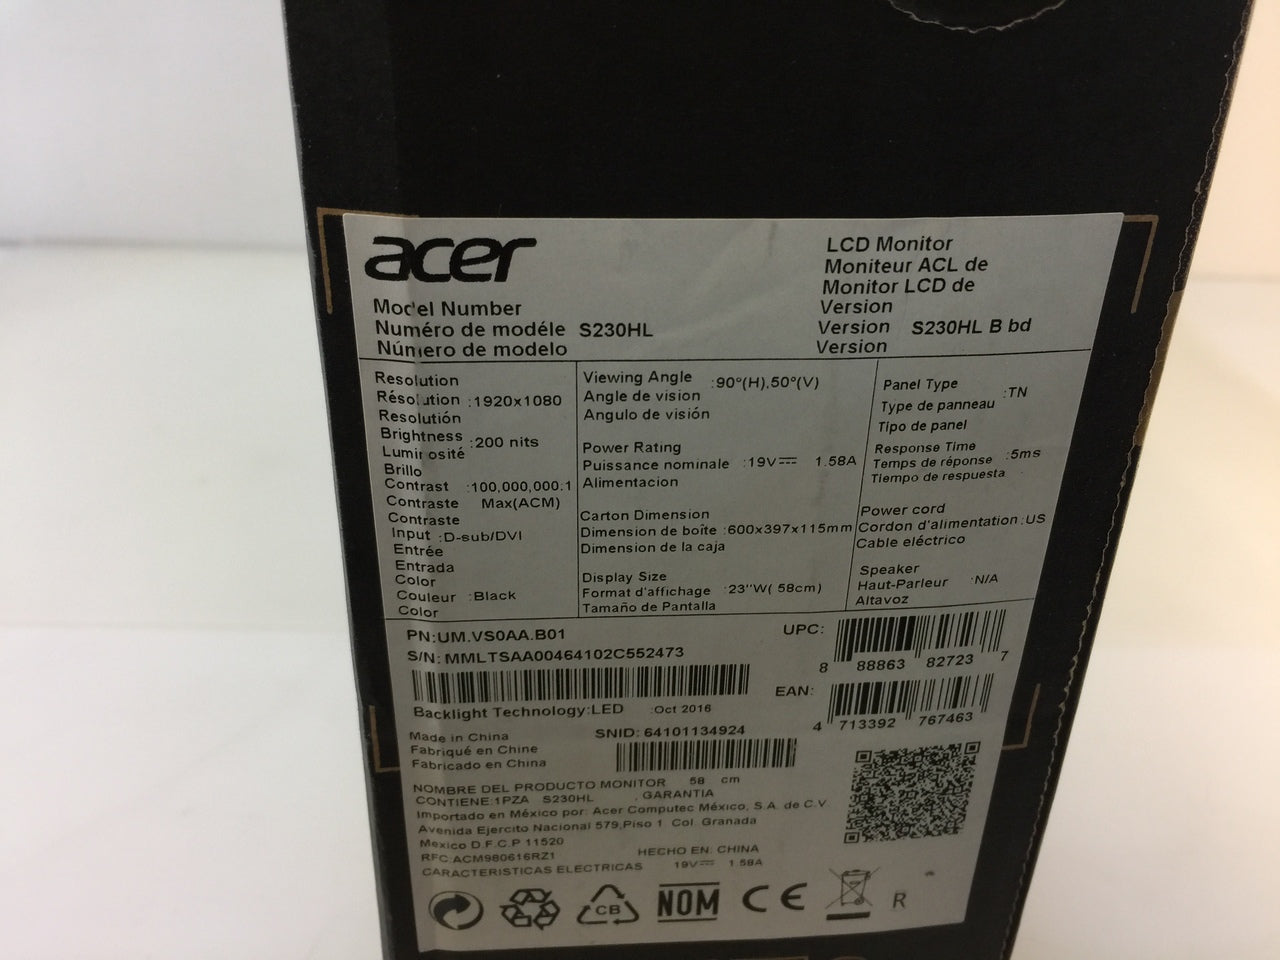 acer
LCD Monitor
Moniteur ACL de
Monitor LCD de
Model Number
Numéro de modéle S230HL
Número de modelo
Version
Version S230HL B bd
Version
Resolution
Résolution :1920x1080
Resolutión
Brightness
Luminosité :200 nits
Brillo
Contrast :100,000,000:1
Contraste Max(ACM)
Contraste
Input :D-sub/DVI
Entrée
Entrada
Color
Couleur :Black
Color
Viewing Angle :90°(H),50°(V)
Angle de vision
Angulo de visión
Power Rating
Puissance nominale :19V⎓ 1.58A
Alimentacion
Carton Dimension
Dimension de boîte :600x397x115mm
Dimension de la caja
Display Size
Format d'affichage :23"W( 58cm)
Tamaño de Pantalla
Panel Type
Type de panneau :TN
Tipo de panel
Response Time
Temps de réponse :5ms
Tiempo de respuesta
Power cord
Cordon d'alimentation :US
Cable eléctrico
Speaker
Haut-Parleur :N/A
Altavoz
PN:UM.VS0AA.B01
S/N: MMLTSAA00464102C552473
UPC:
8 88863 82723 7
EAN:
4 713392 767463
Backlight Technology:LED :Oct 2016
Made in China
Fabriqué en Chine
Fabricado en China
SNID: 64101134924
NOMBRE DEL PRODUCTO MONITOR 58 cm
CONTIENE:1PZA S230HL , GARANTIA
Importado en México por: Acer Computec México, S.A. de C.V
Avenida Ejercito Nacional 579,Piso 1 Col. Granada
Mexico D.F.C.P 11520
RFC:ACM980616RZ1 HECHO EN: CHINA
CARACTERISTICAS ELECTRICAS 19V⎓ 1.58A
CB
NOM
CE
R